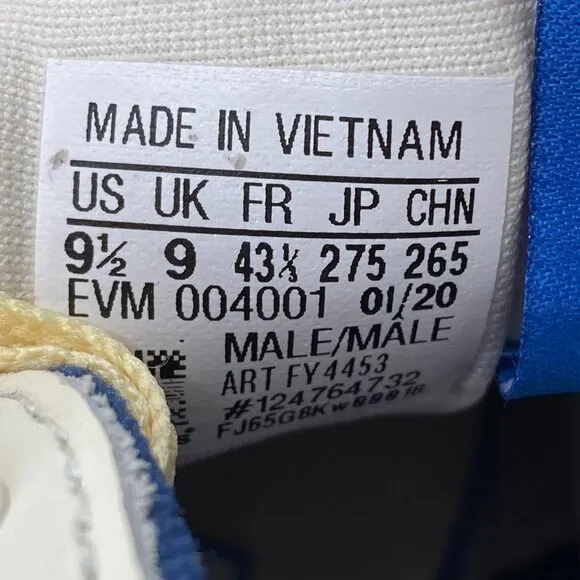 MADE IN VIETNAM
US UK FR JP CHN
9½ 9 43⅓ 275 265
EVM 004001 01/20
MALE/MÂLE
ART FY4453
#124764732
FJ65G8Kw00018